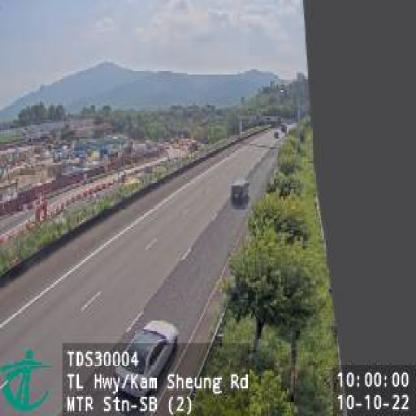 TDS30004
TL Hwy/Kam Sheung Rd
MTR Stn-SB (2)
10:00:00
10-10-22